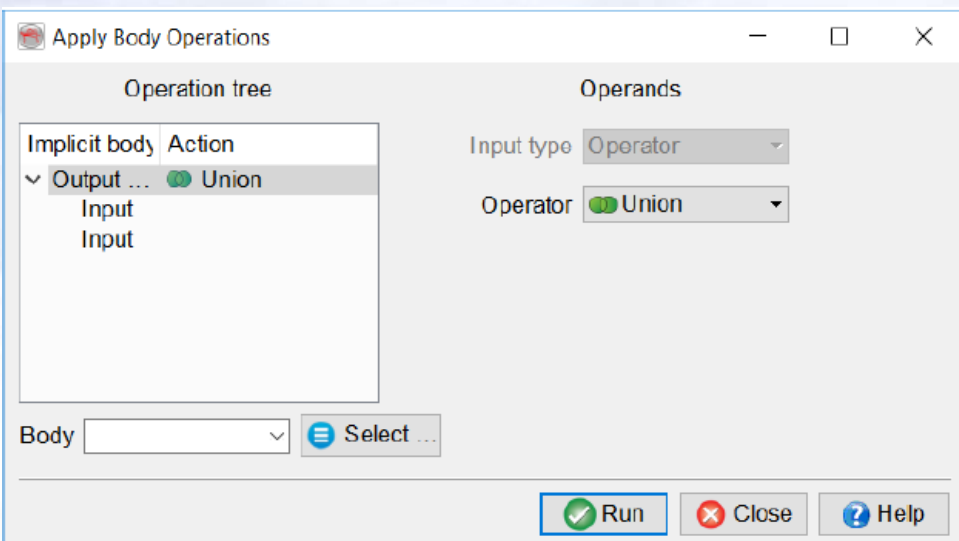 Apply Body Operations
Operation tree
Operands
Implicit body Action
Output ... Union
Input
Input
Input type Operator
Operator Union
Body
Select ...
Run Close Help